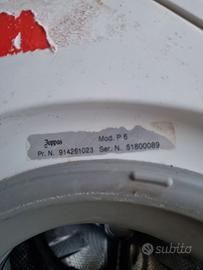 Zoppas Mod. P 6
Pr. N. 914261023 Ser. N. 51800089
subito